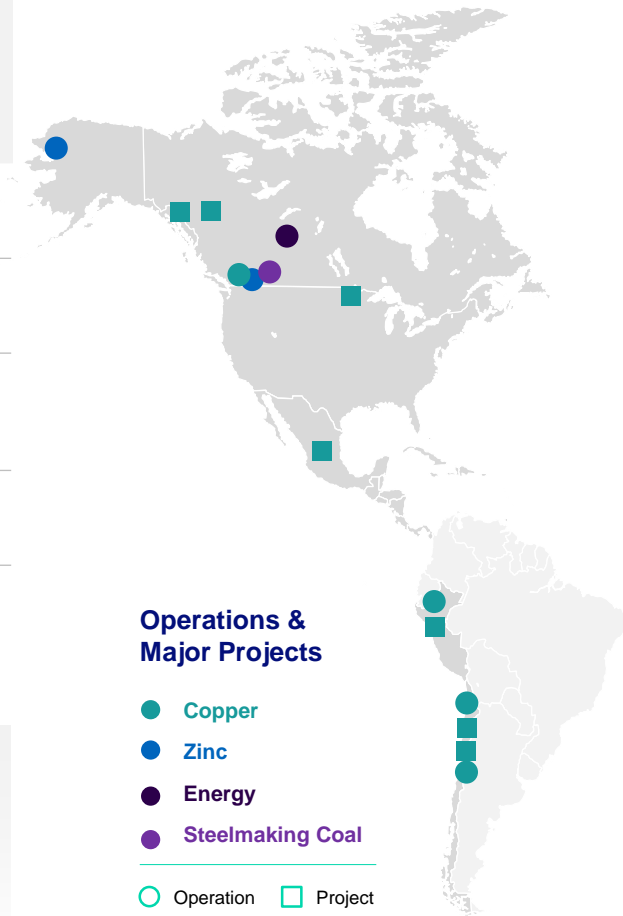 Operations &
Major Projects
Copper
Zinc
Energy
Steelmaking Coal
Operation Project